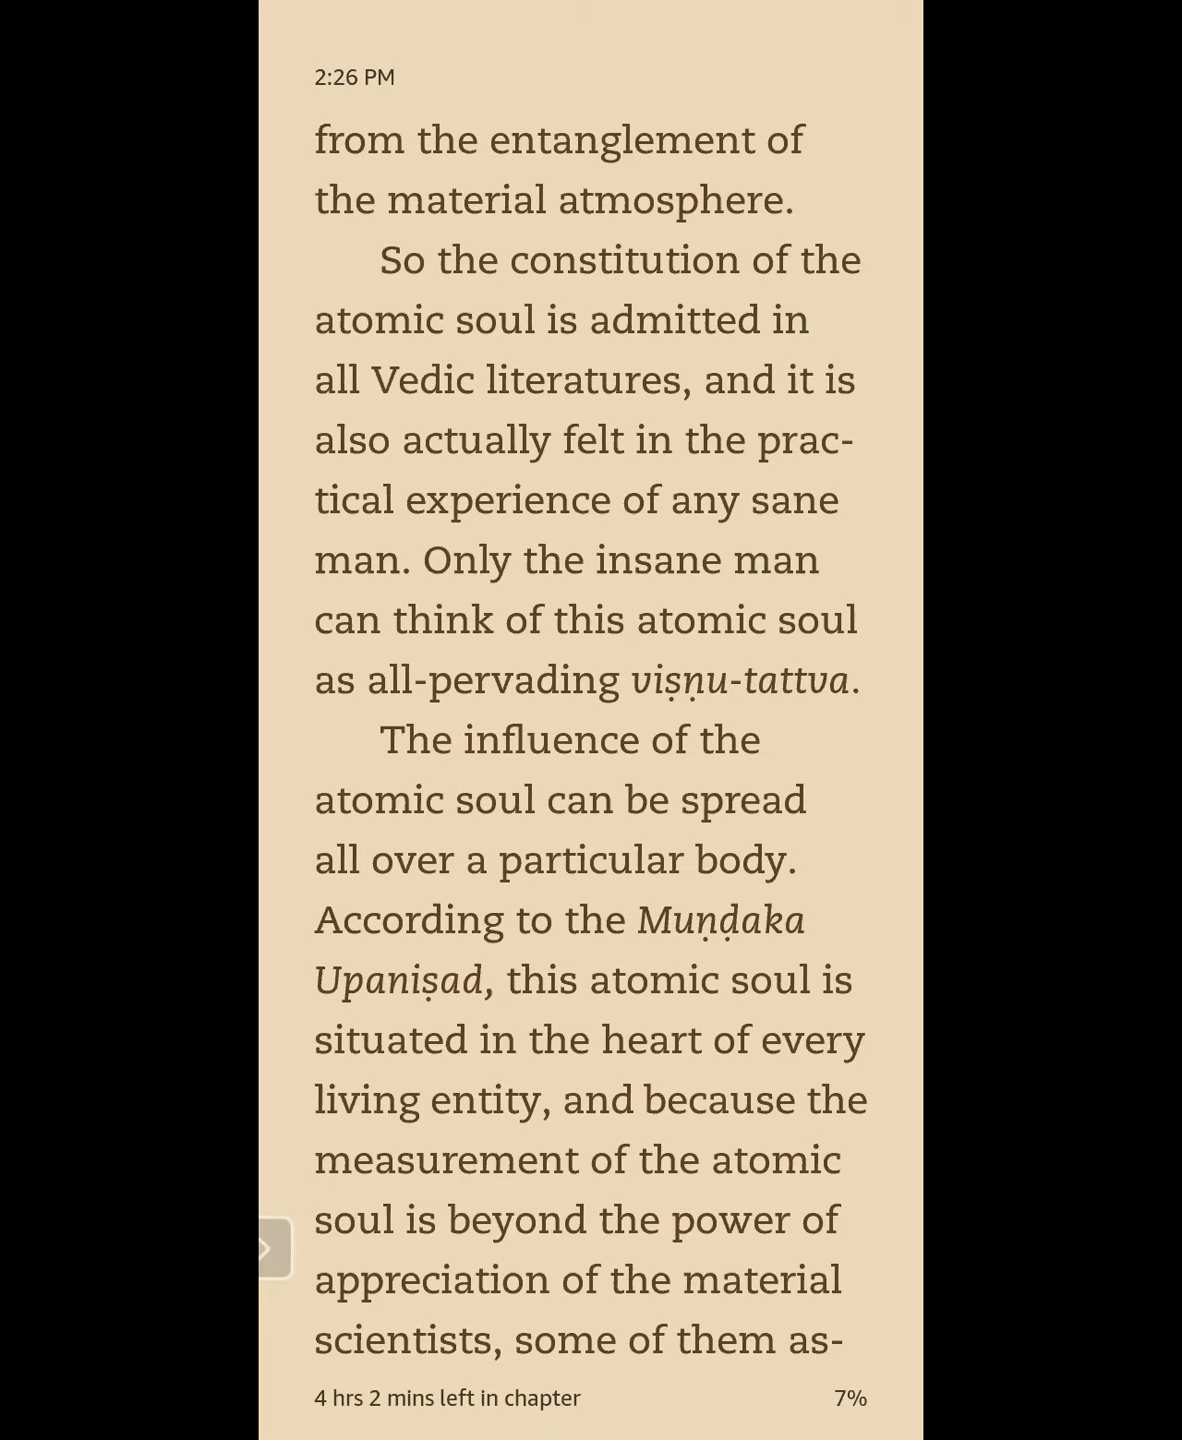 2:26 PM
from the entanglement of
the material atmosphere.
So the constitution of the
atomic soul is admitted in
all Vedic literatures, and it is
also actually felt in the prac-
tical experience of any sane
man. Only the insane man
can think of this atomic soul
as all-pervading viṣṇu-tattva.
The influence of the
atomic soul can be spread
all over a particular body.
According to the Muṇḍaka
Upaniṣad, this atomic soul is
situated in the heart of every
living entity, and because the
measurement of the atomic
soul is beyond the power of
appreciation of the material
scientists, some of them as-
4 hrs 2 mins left in chapter 7%